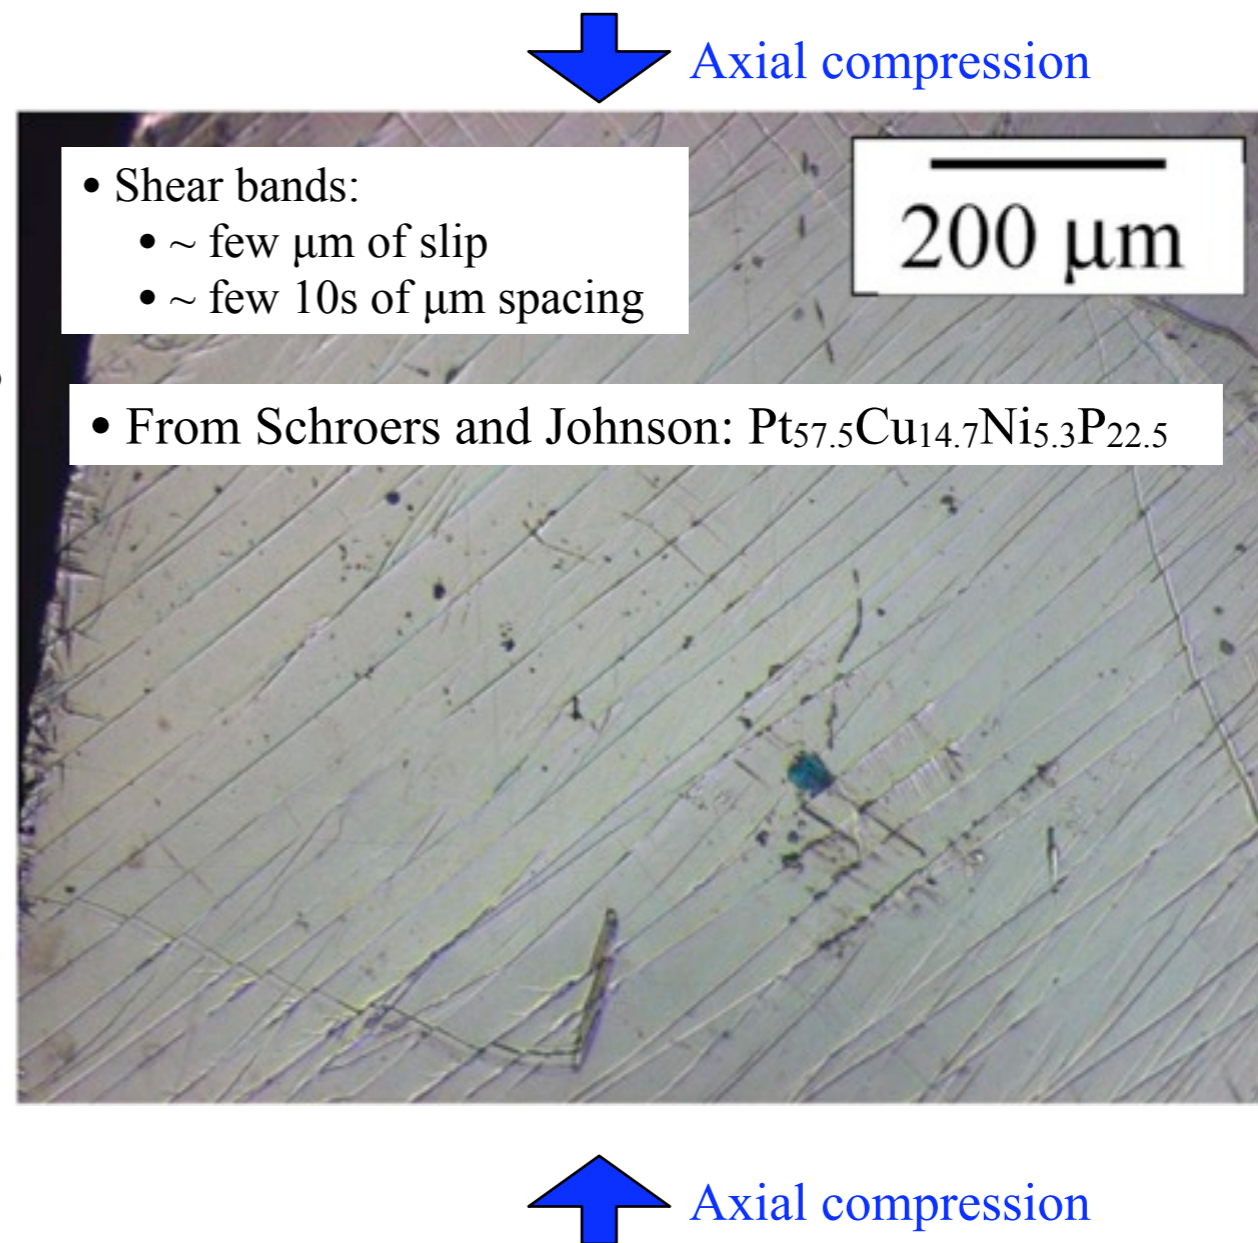 Axial compression
• Shear bands:
• ~ few μm of slip
• ~ few 10s of μm spacing
200 μm
• From Schroers and Johnson: Pt57.5Cu14.7Ni5.3P22.5
Axial compression